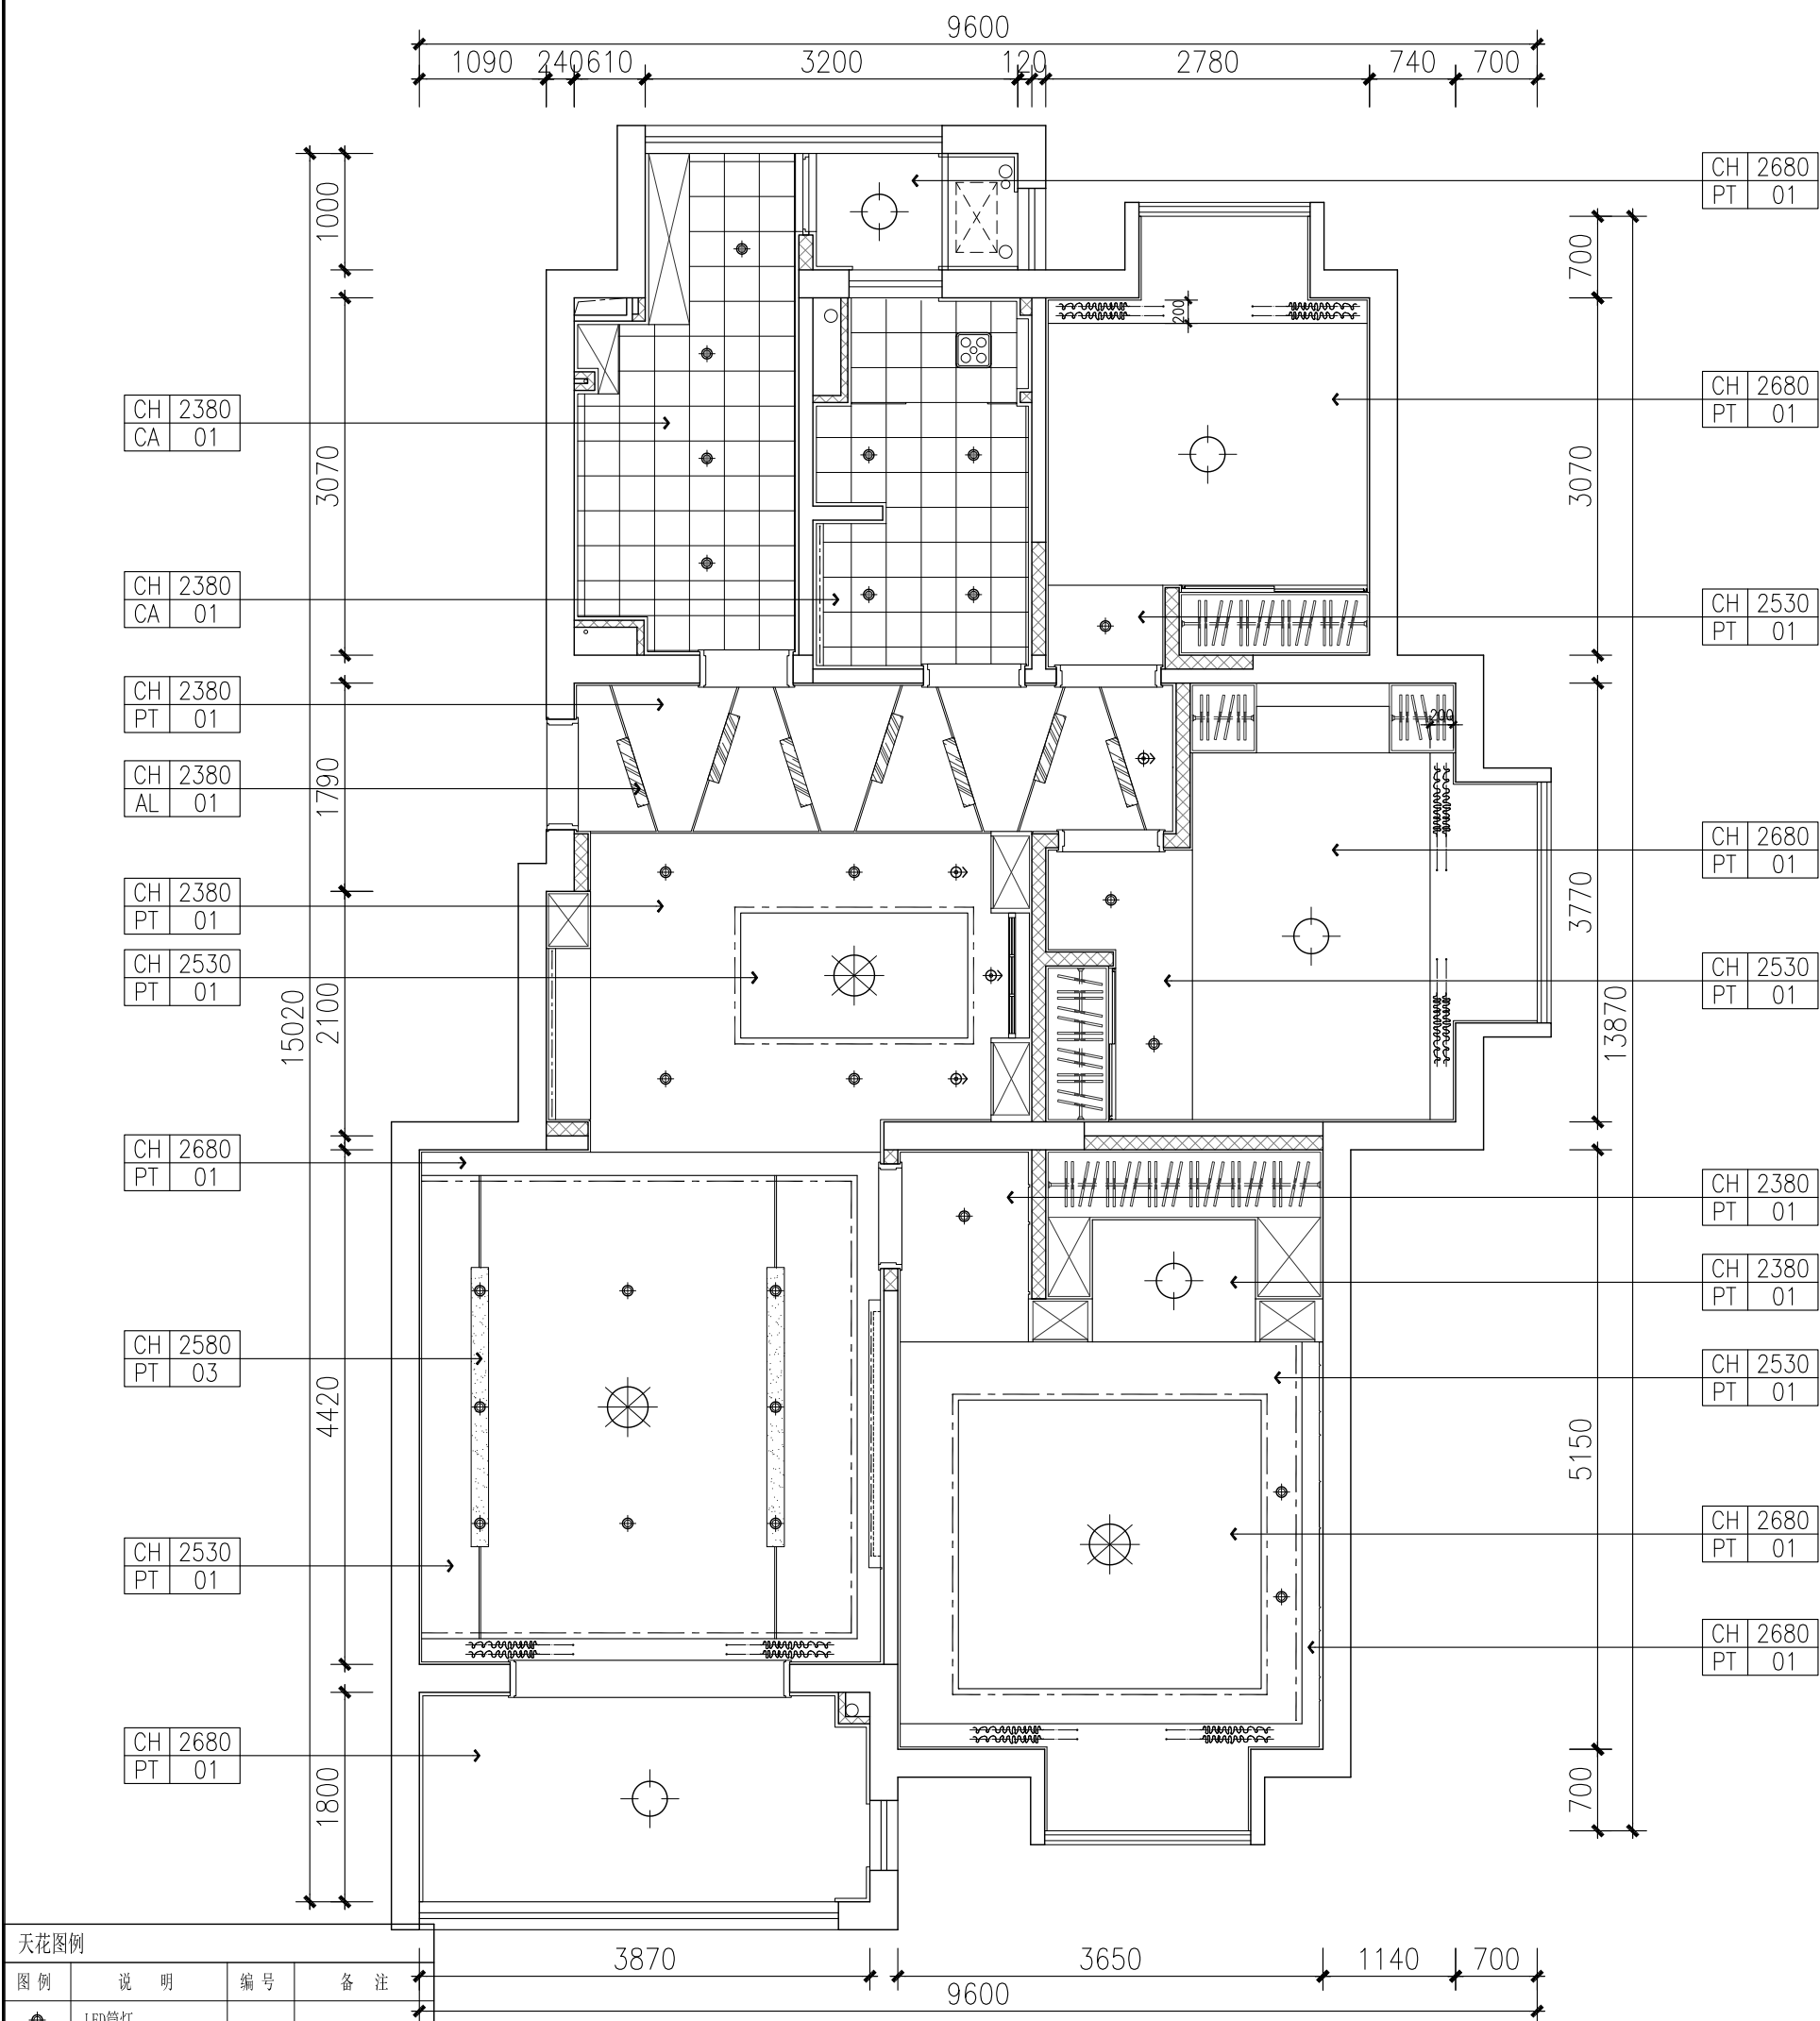 9600
1090 240 610 3200 120 2780 740 700
CH 2680
PT 01
1000
700
200
CH 2680
PT 01
CH 2380
CA 01
3070
3070
CH 2380
CA 01
CH 2530
PT 01
CH 2380
PT 01
200
CH 2380
AL 01
1790
CH 2680
PT 01
CH 2380
PT 01
3770
CH 2530
PT 01
CH 2530
PT 01
15020
2100
13870
CH 2680
PT 01
CH 2380
PT 01
CH 2380
PT 01
CH 2580
PT 03
CH 2530
PT 01
4420
5150
CH 2530
PT 01
CH 2680
PT 01
CH 2680
PT 01
CH 2680
PT 01
1800
700
天花图例
图例 说 明 编号 备 注
LED筒灯
3870 3650 1140 700
9600